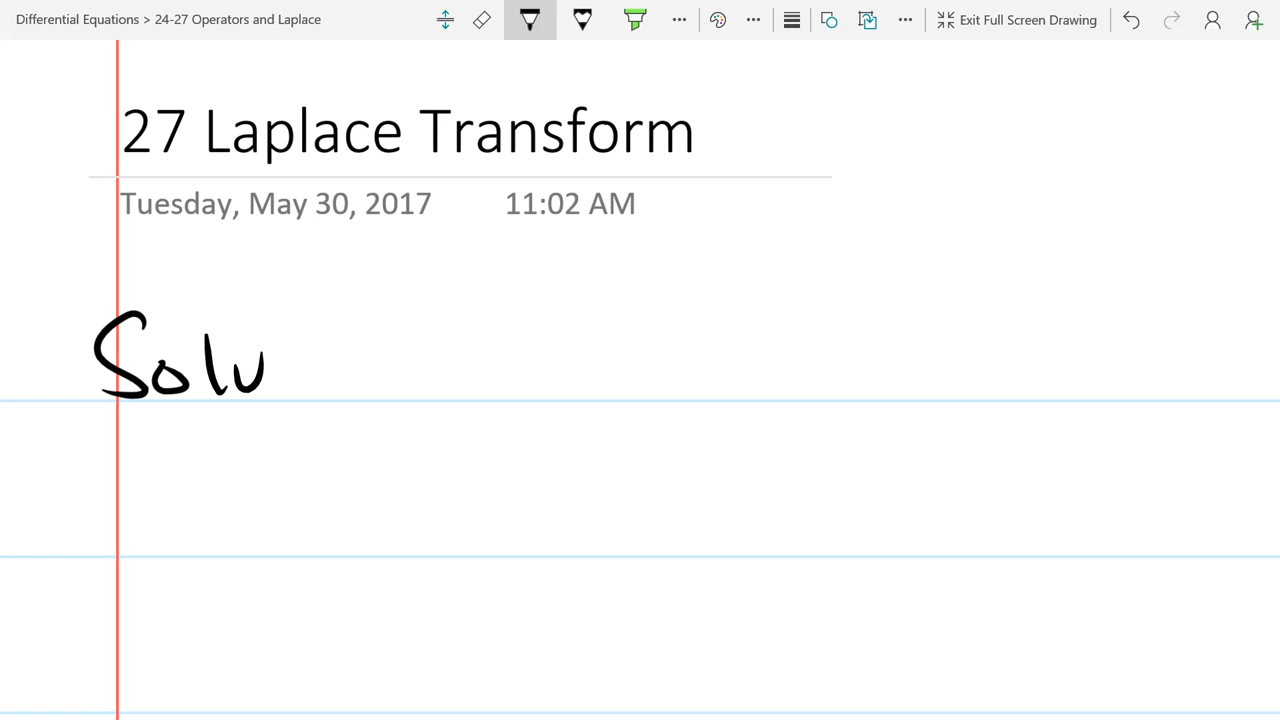 Differential Equations > 24-27 Operators and Laplace
Exit Full Screen Drawing
27 Laplace Transform
Tuesday, May 30, 2017 11:02 AM
Solv